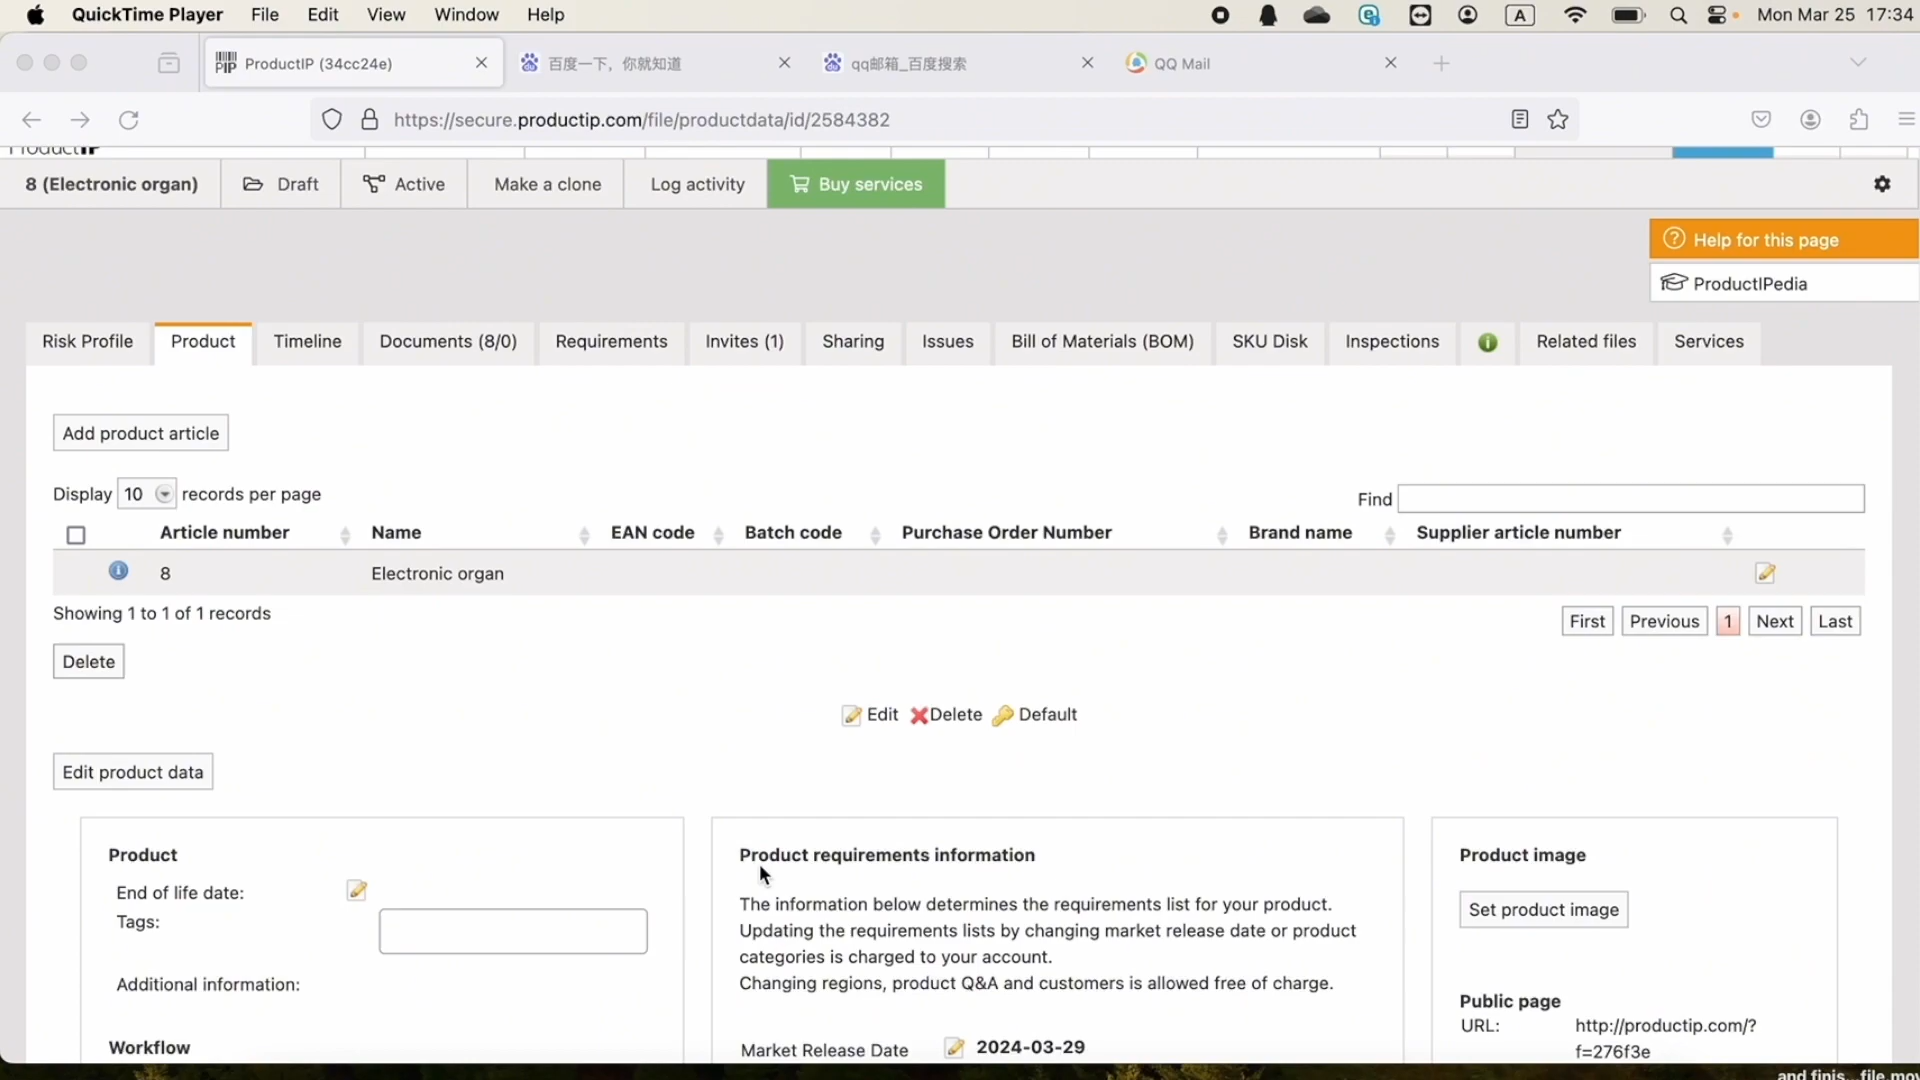 QuickTime Player File Edit View Window Help A Mon Mar 25 17:34
ProductIP (34cc24e) 百度一下，你就知道 qq邮箱_百度搜索 QQ Mail
https://secure.productip.com/file/productdata/id/2584382
ProductIP
8 (Electronic organ) Draft Active Make a clone Log activity Buy services
Help for this page
ProductIPedia
Risk Profile Product Timeline Documents (8/0) Requirements Invites (1) Sharing Issues Bill of Materials (BOM) SKU Disk Inspections Related files Services
Add product article
Display 10 records per page Find
Article number Name EAN code Batch code Purchase Order Number Brand name Supplier article number
8 Electronic organ
Showing 1 to 1 of 1 records First Previous 1 Next Last
Delete
Edit Delete Default
Edit product data
Product
End of life date:
Tags:
Additional information:
Workflow
Product requirements information
The information below determines the requirements list for your product.
Updating the requirements lists by changing market release date or product
categories is charged to your account.
Changing regions, product Q&A and customers is allowed free of charge.
Market Release Date 2024-03-29
Product image
Set product image
Public page
URL: http://productip.com/?
f=276f3e
and finis...file.mov